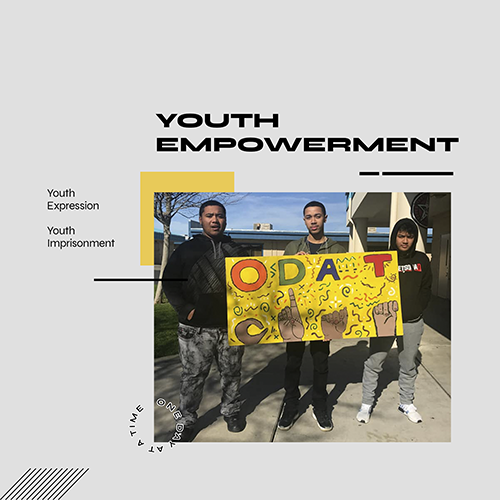 YOUTH
EMPOWERMENT
Youth
Expression
Youth
Imprisonment
ODAT
ONE DAY AT A TIME